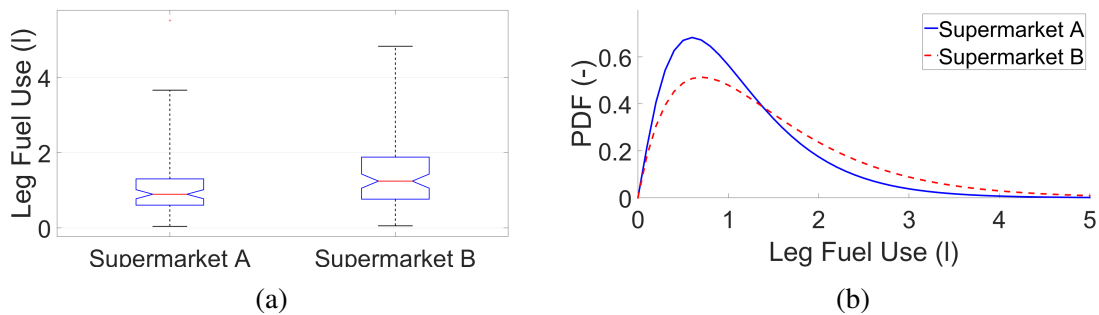 Leg Fuel Use (l)
4
2
0
Supermarket A
Supermarket B
(a)
PDF (-)
0.6
0.4
0.2
0
0
1
2
3
4
5
Leg Fuel Use (l)
Supermarket A
Supermarket B
(b)